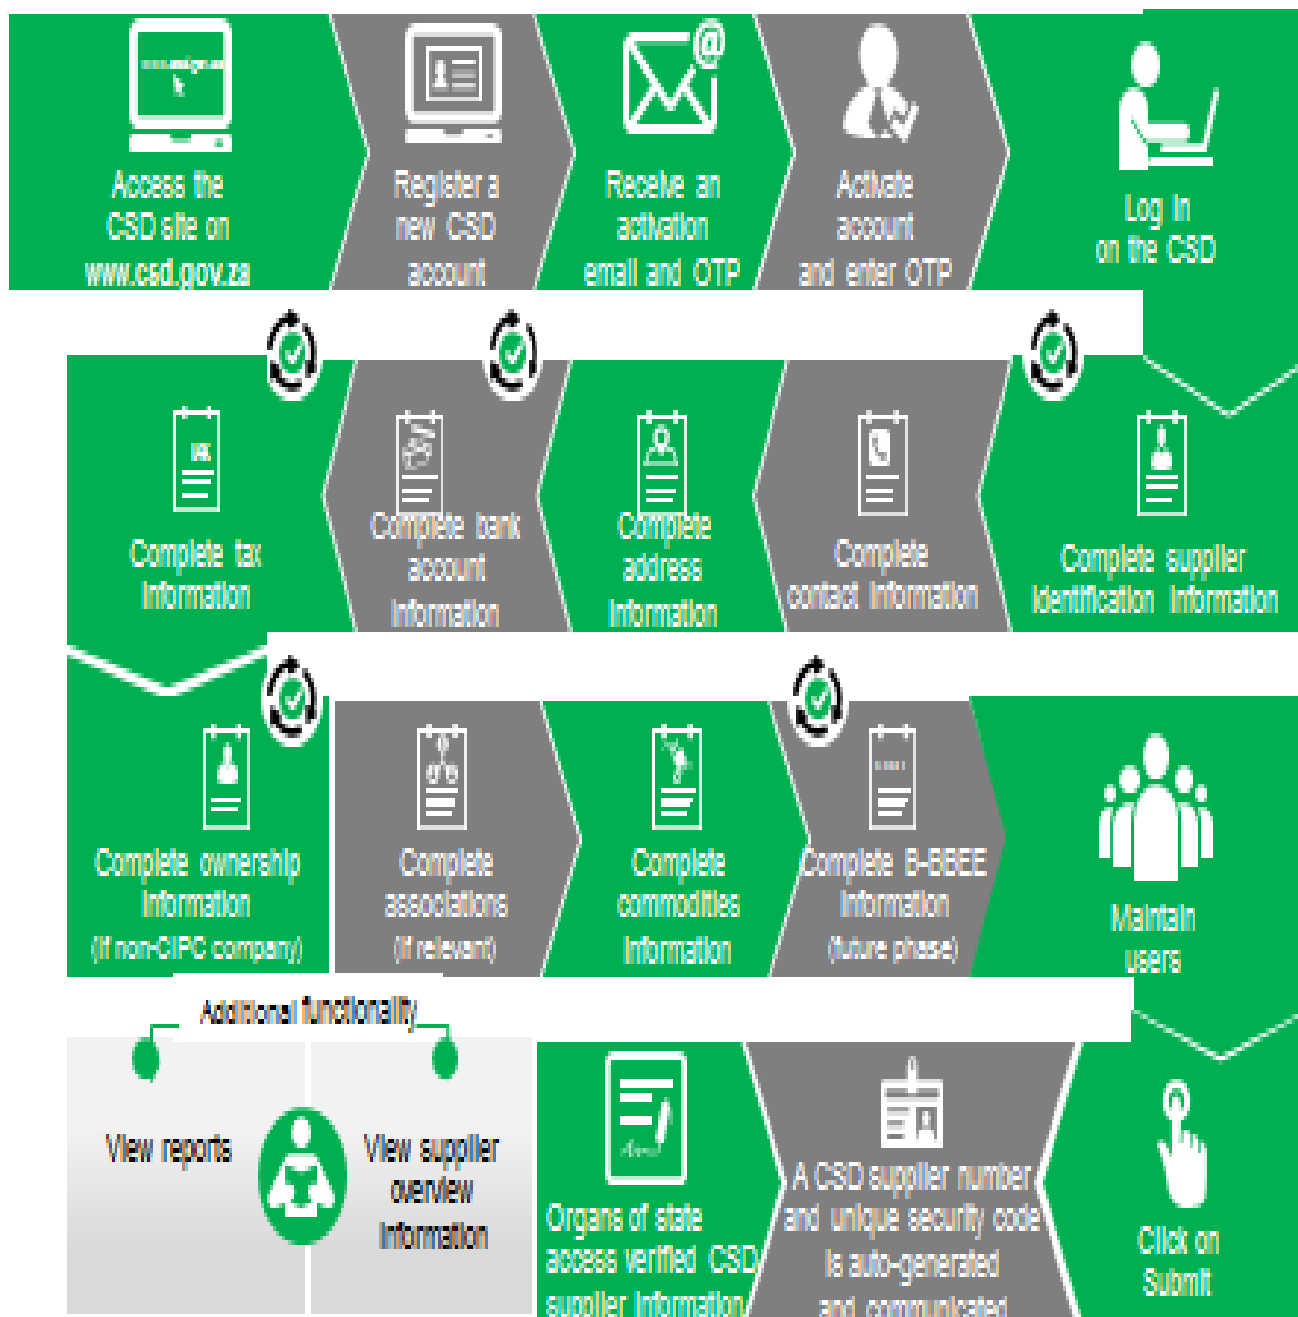 Access the
CSD site on
www.csd.gov.za
Register a
new CSD
account
Receive an
activation
email and OTP
Activate
account
and enter OTP
Log in
on the CSD
Complete tax
Information
Complete bank
account
Information
Complete
address
Information
Complete
contact Information
Complete supplier
Identification Information
Complete ownership
Information
(If non-CIPC company)
Complete
associations
(If relevant)
Complete
commodities
Information
Complete B-BBEE
Information
(future phase)
Maintain
users
Additional functionality
View reports
View supplier
overview
Information
Organs of state
access verified CSD
supplier Information
A CSD supplier number
and unique security code
is auto-generated
and communicated
Click on
Submit